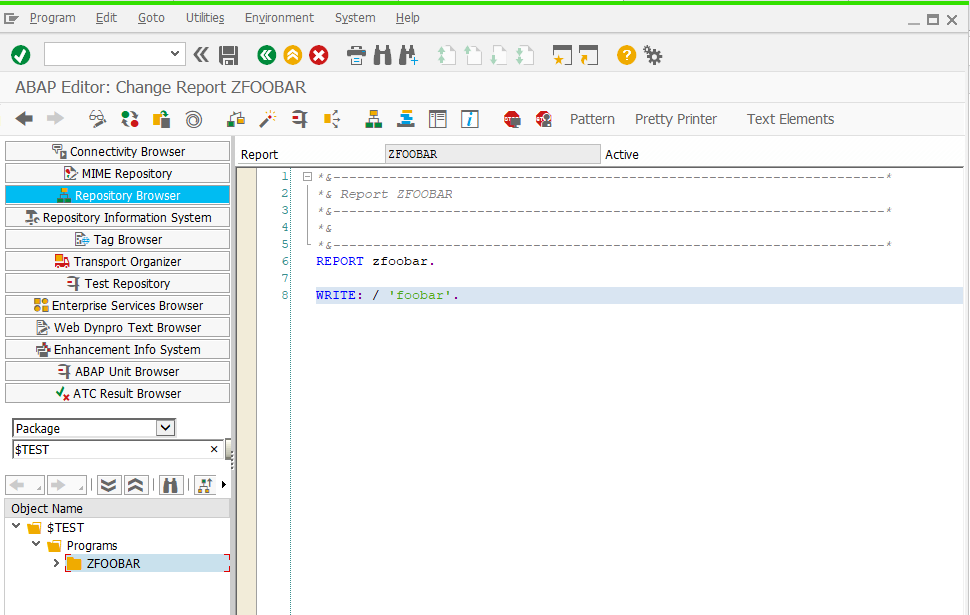 Program Edit Goto Utilities Environment System Help
ABAP Editor: Change Report ZFOOBAR
Pattern Pretty Printer Text Elements
Connectivity Browser
MIME Repository
Repository Browser
Repository Information System
Tag Browser
Transport Organizer
Test Repository
Enterprise Services Browser
Web Dynpro Text Browser
Enhancement Info System
ABAP Unit Browser
ATC Result Browser
Package
$TEST
Object Name
$TEST
Programs
ZFOOBAR
Report ZFOOBAR Active
1 *&---------------------------------------------------------------------*
2 *& Report ZFOOBAR
3 *&---------------------------------------------------------------------*
4 *&
5 *&---------------------------------------------------------------------*
6 REPORT zfoobar.
7
8 WRITE: / 'foobar'.